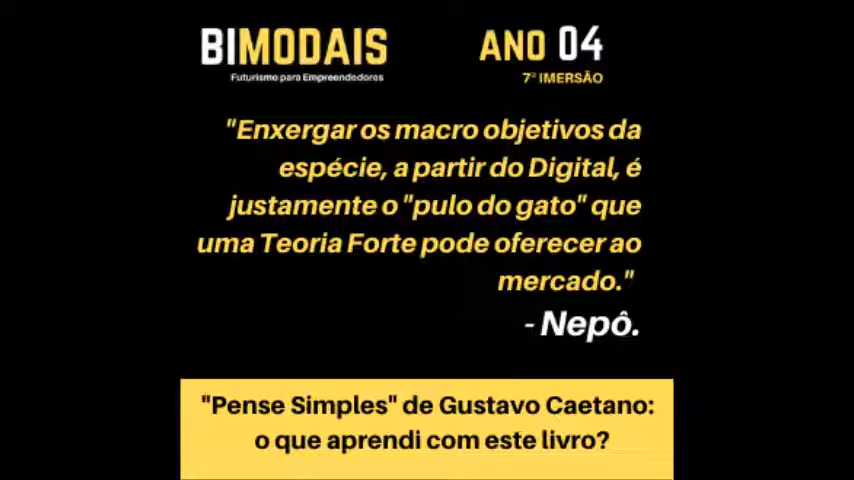 BIMODAIS
Futurismo para Empreendedores
ANO 04
7ª IMERSÃO
"Enxergar os macro objetivos da
espécie, a partir do Digital, é
justamente o "pulo do gato" que
uma Teoria Forte pode oferecer ao
mercado."
- Nepô.
"Pense Simples" de Gustavo Caetano:
o que aprendi com este livro?